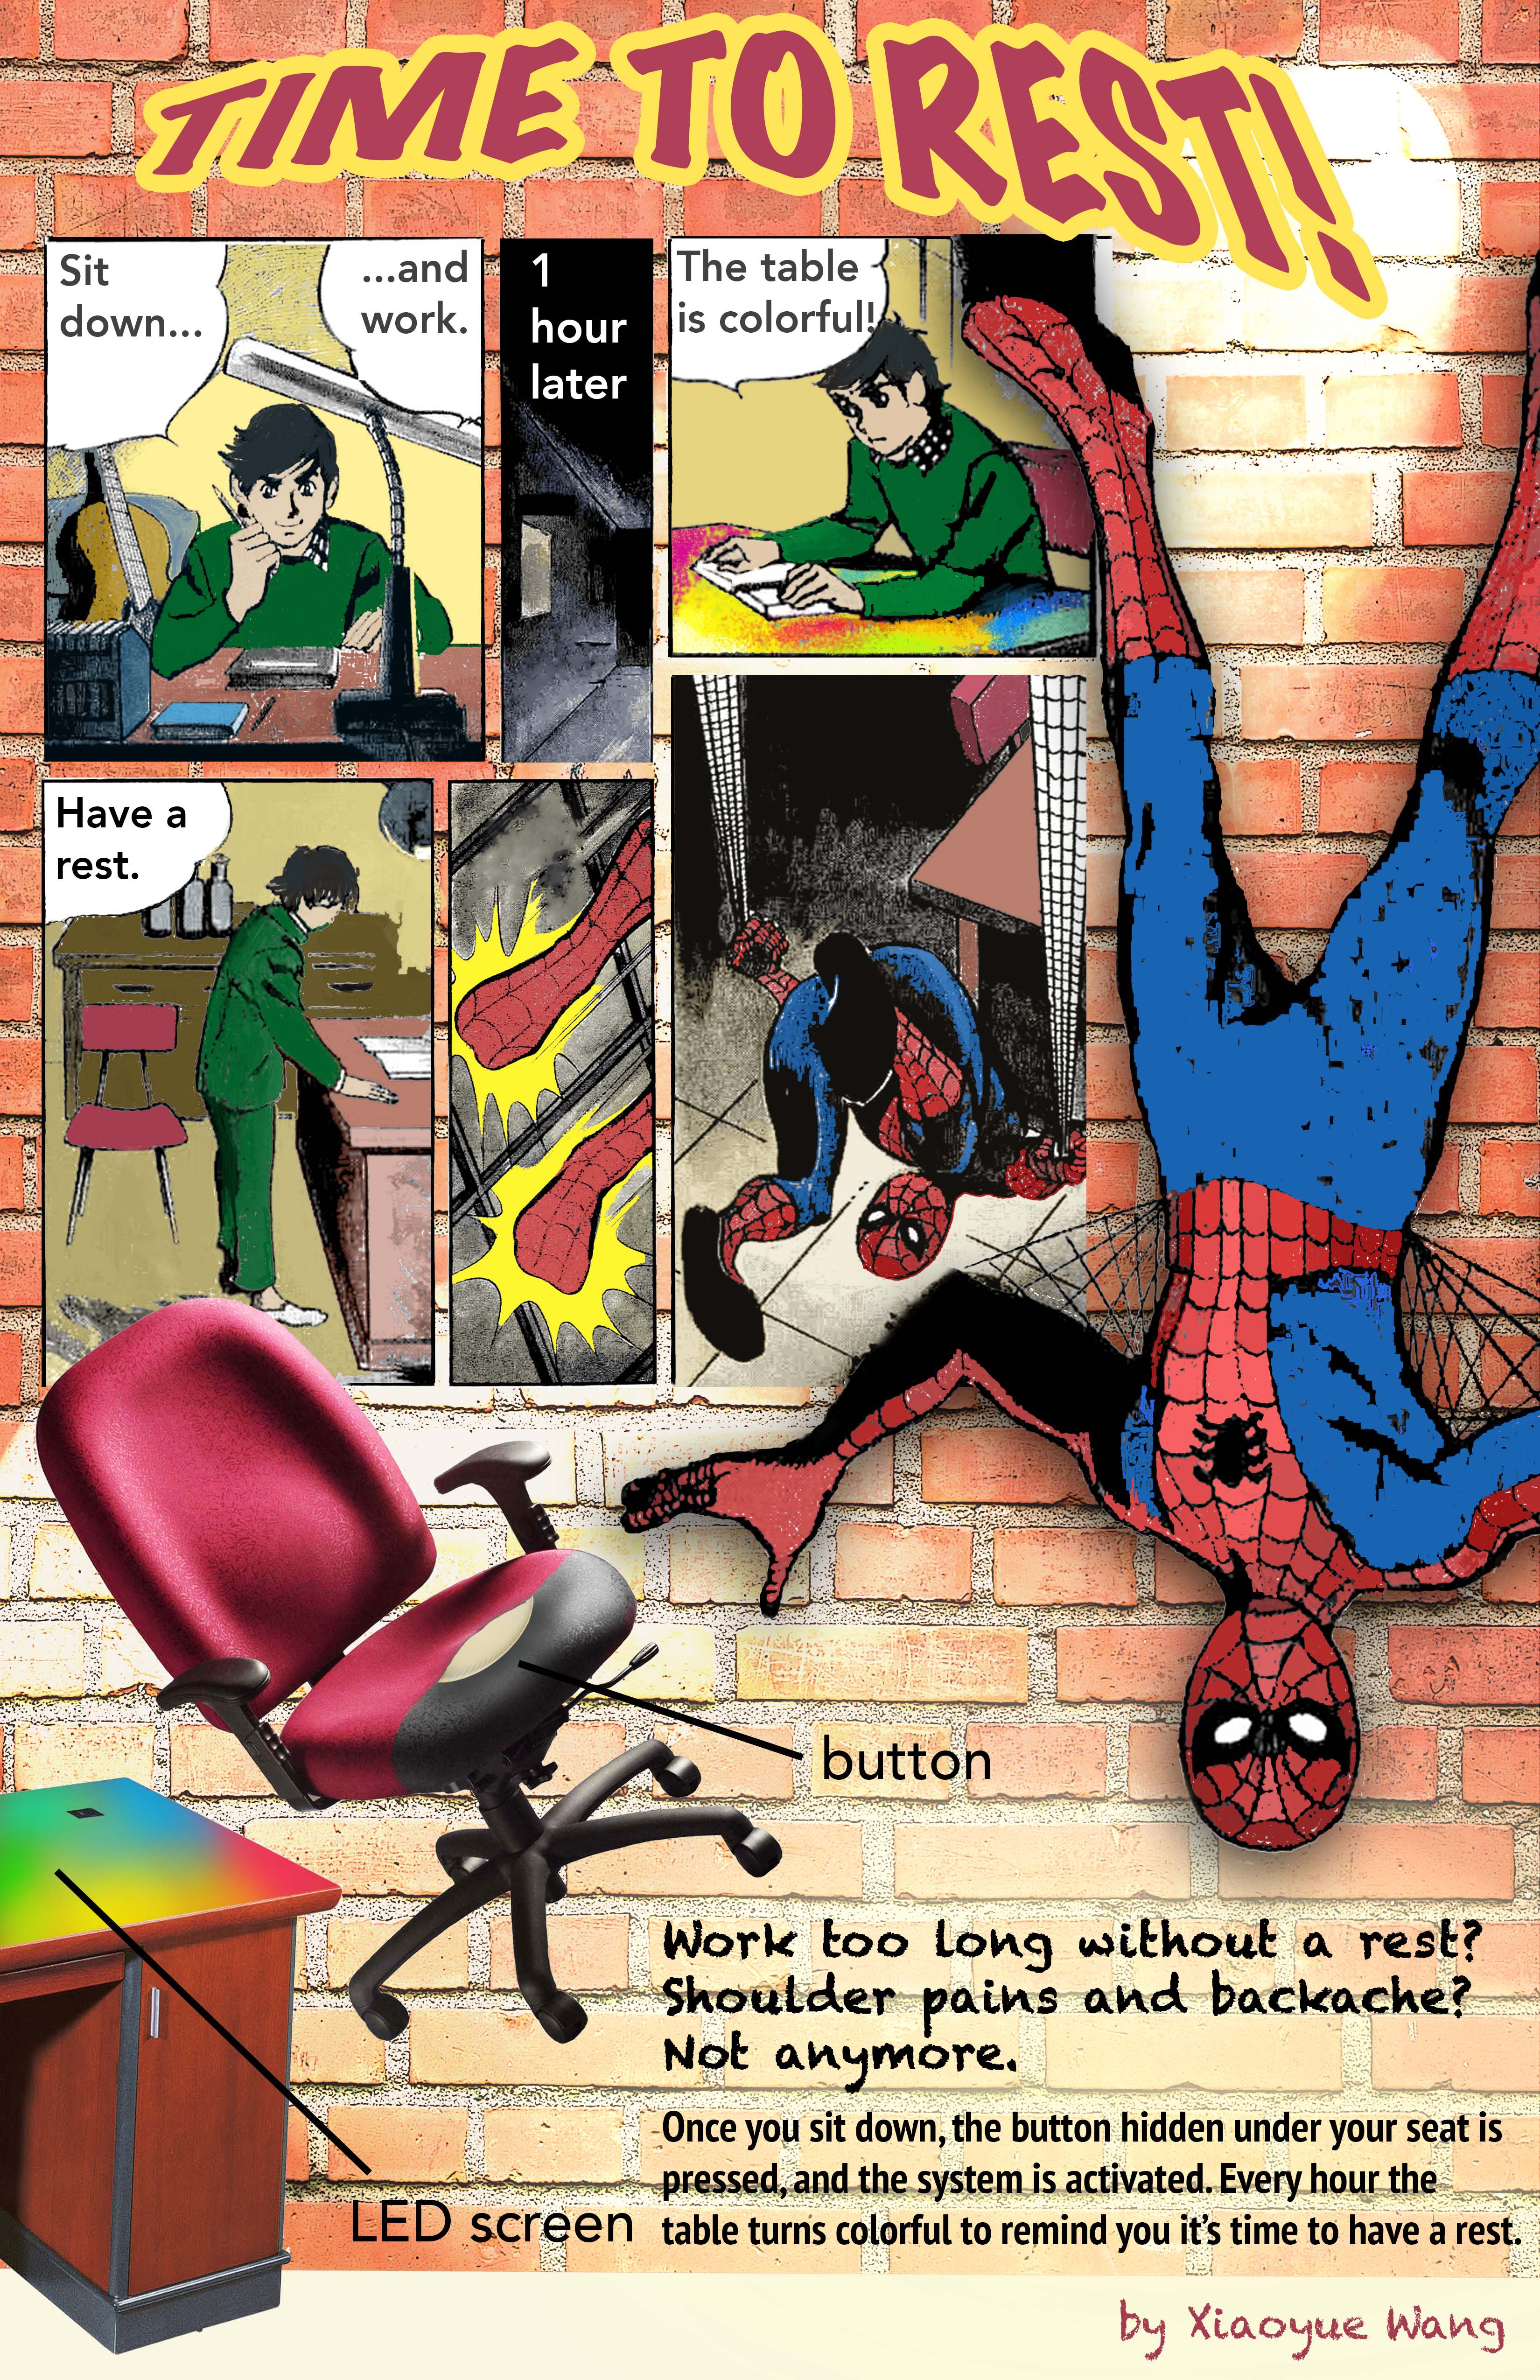 TIME TO REST!
Sit
down...
...and
work.
1
hour
later
The table
is colorful!
Have a
rest.
button
LED screen
Work too long without a rest?
Shoulder pains and backache?
Not anymore.
Once you sit down, the button hidden under your seat is
pressed, and the system is activated. Every hour the
table turns colorful to remind you it's time to have a rest.
by Xiaoyue Wang